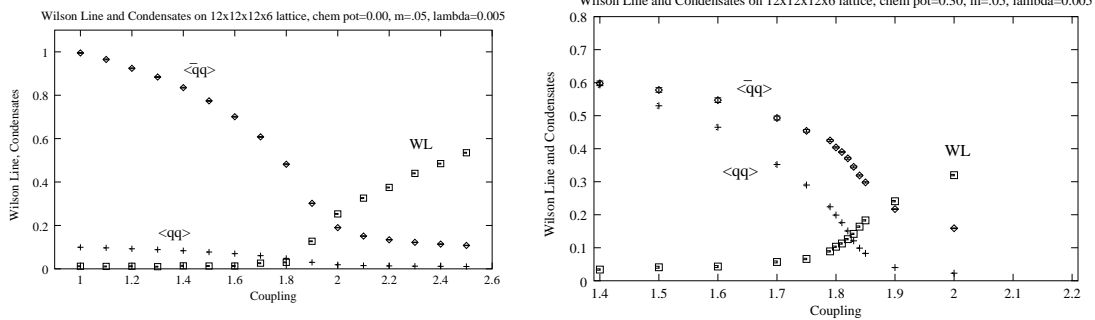 Wilson Line and Condensates on 12x12x12x6 lattice, chem pot=0.00, m=.05, lambda=0.005
1
0.8
0.6
0.4
0.2
0
<q̄q>
WL
<qq>
1 1.2 1.4 1.6 1.8 2 2.2 2.4 2.6
Coupling
Wilson Line, Condensates
Wilson Line and Condensates on 12x12x12x6 lattice, chem pot=0.30, m=.05, lambda=0.005
0.8
0.7
0.6
0.5
0.4
0.3
0.2
0.1
0
<q̄q>
WL
<qq>
1.4 1.5 1.6 1.7 1.8 1.9 2 2.1 2.2
Coupling
Wilson Line and Condensates